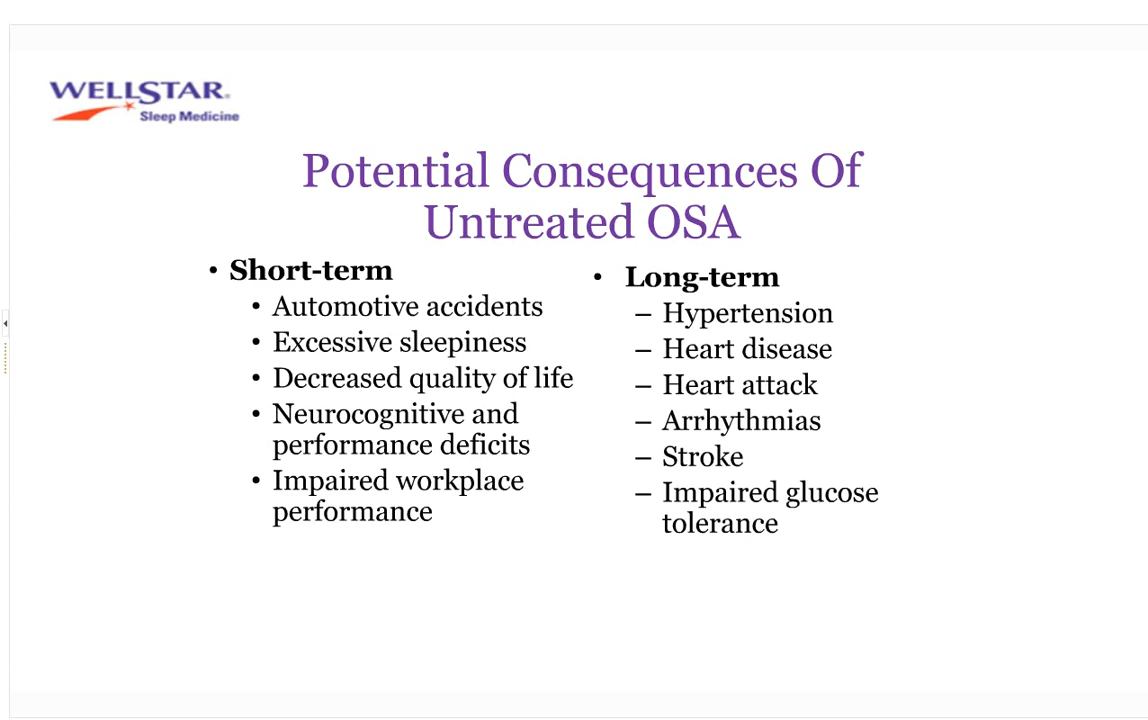 WELLSTAR®
Sleep Medicine
Potential Consequences Of
Untreated OSA
• Short-term
• Automotive accidents
• Excessive sleepiness
• Decreased quality of life
• Neurocognitive and
performance deficits
• Impaired workplace
performance
• Long-term
– Hypertension
– Heart disease
– Heart attack
– Arrhythmias
– Stroke
– Impaired glucose
tolerance